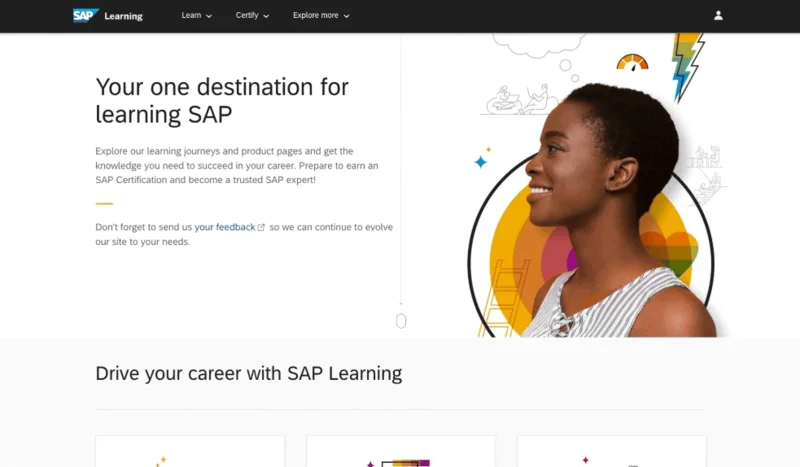 SAP Learning Learn Certify Explore more
Your one destination for
learning SAP
Explore our learning journeys and product pages and get the
knowledge you need to succeed in your career. Prepare to earn an
SAP Certification and become a trusted SAP expert!
Don't forget to send us your feedback so we can continue to evolve
our site to your needs.
Drive your career with SAP Learning